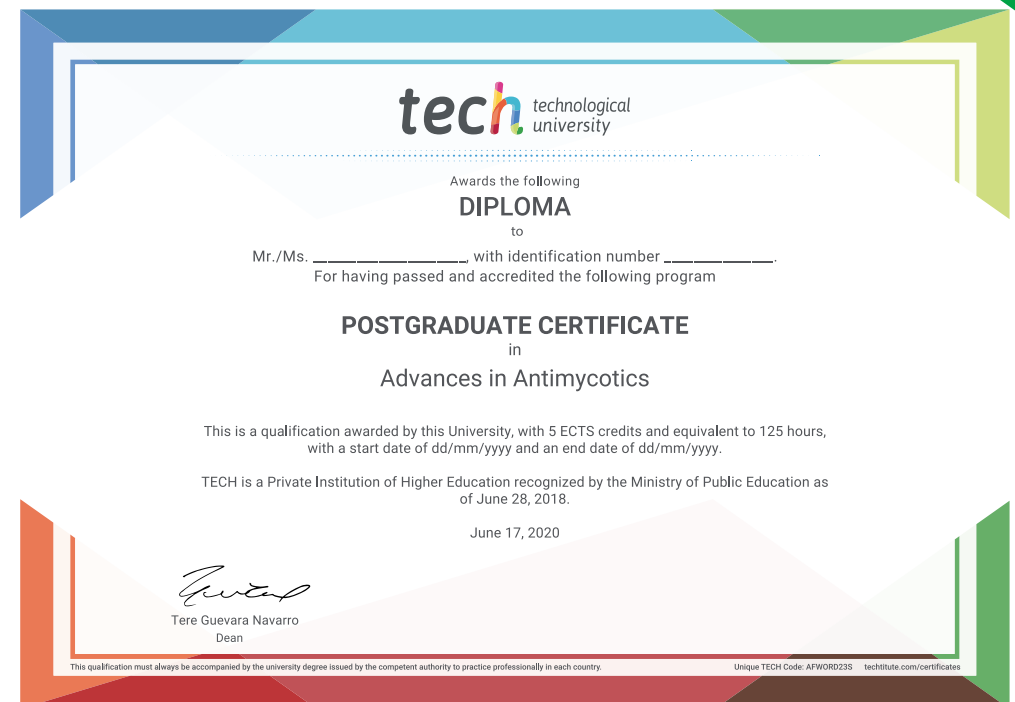 tech technological
university
Awards the following
DIPLOMA
to
Mr./Ms. ____________________, with identification number ______________.
For having passed and accredited the following program
POSTGRADUATE CERTIFICATE
in
Advances in Antimycotics
This is a qualification awarded by this University, with 5 ECTS credits and equivalent to 125 hours,
with a start date of dd/mm/yyyy and an end date of dd/mm/yyyy.
TECH is a Private Institution of Higher Education recognized by the Ministry of Public Education as
of June 28, 2018.
June 17, 2020
Tere Guevara Navarro
Dean
This qualification must always be accompanied by the university degree issued by the competent authority to practice professionally in each country.
Unique TECH Code: AFWORD23S techtitute.com/certificates